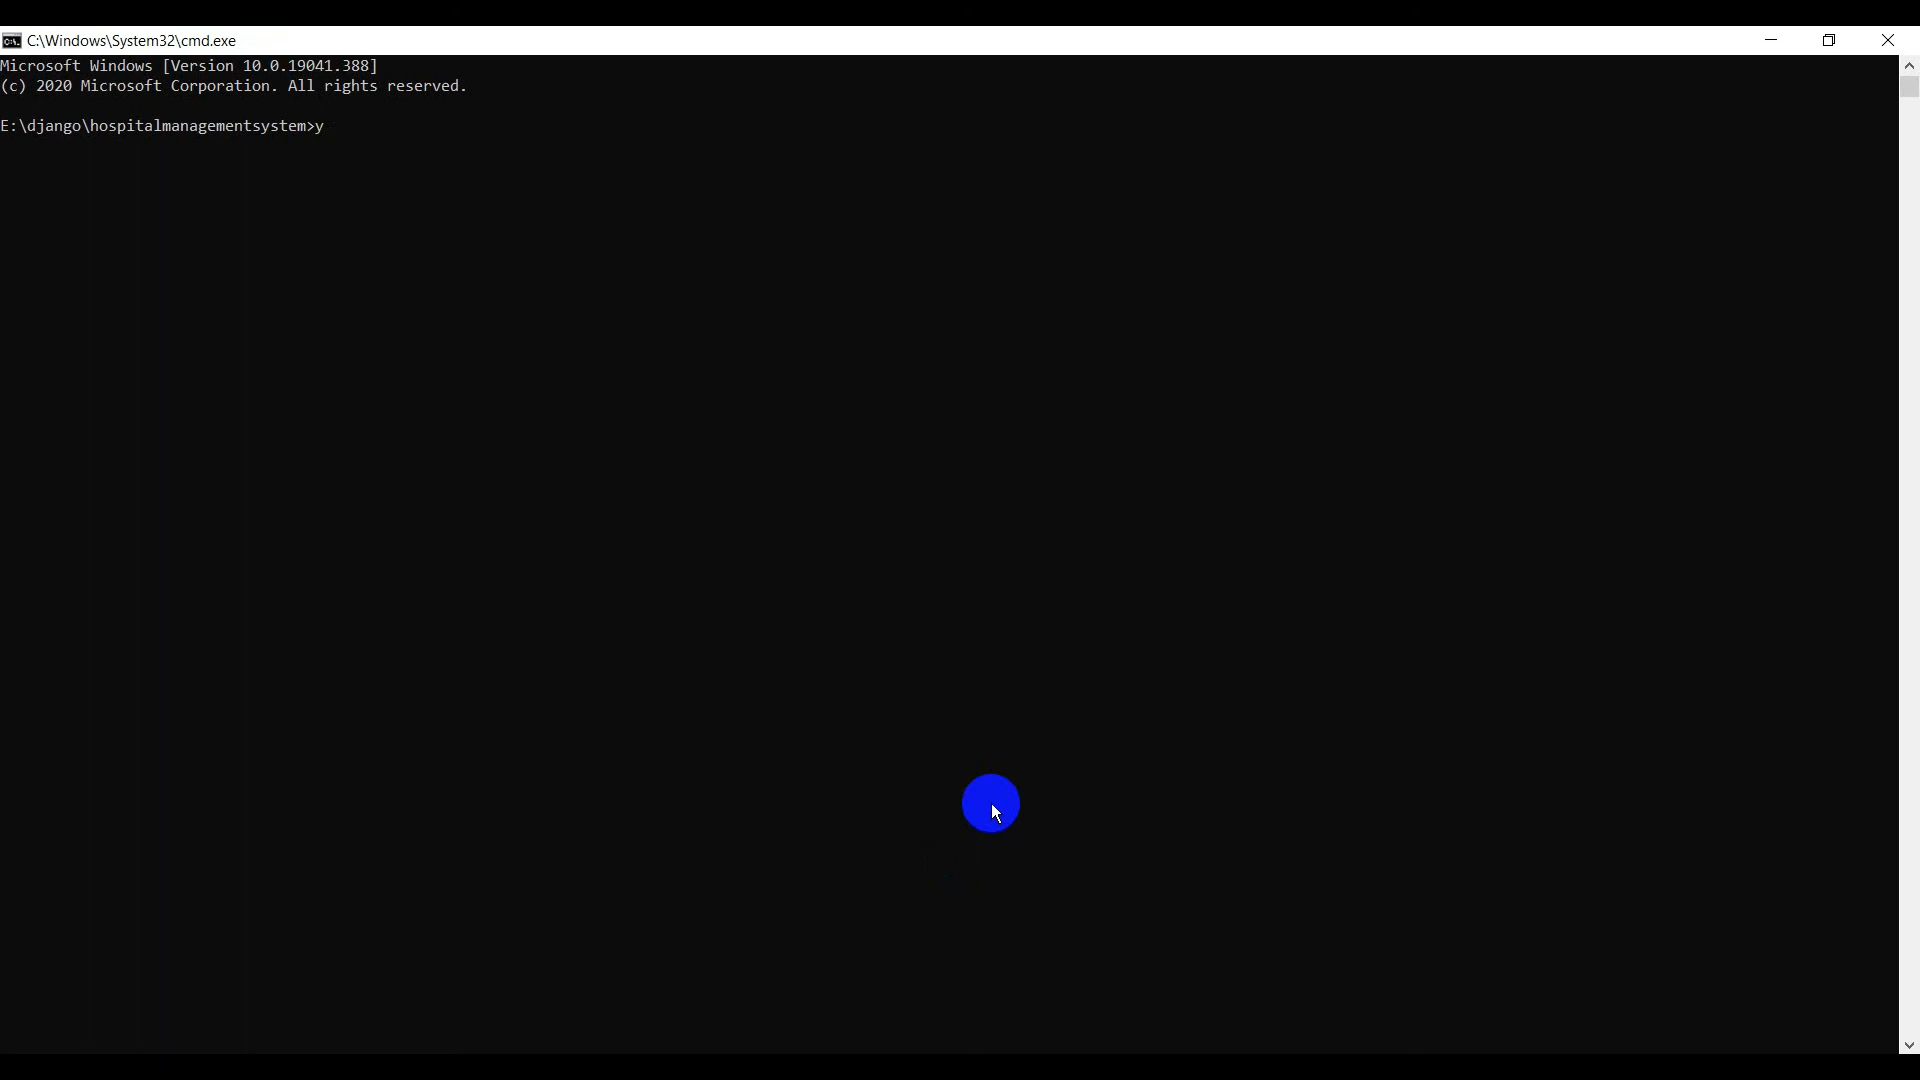 C:\Windows\System32\cmd.exe
Microsoft Windows [Version 10.0.19041.388]
(c) 2020 Microsoft Corporation. All rights reserved.
E:\django\hospitalmanagementsystem>y